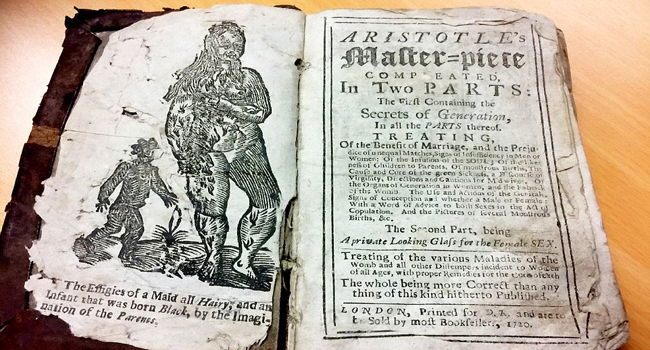 The Effigies of a Maid all Hairy, and an
Infant that was born Black, by the Imagi-
nation of the Parents.
ARISTOTLE's
Maſter=piece
COMPLEATED,
In Two PARTS:
The Firſt Containing the
Secrets of Generation,
In all the PARTS thereof.
TREATING,
Of the Benefit of Marriage, and the Preju-
dice of unequal Matches, Signs of Inſufficiency in Men or
Women: Of the Infuſion of the SOUL; Of the Like-
neſs of Children to Parents. Of monſtrous Births, The
Cauſe and Cure of the green Sickneſs, a Diſcourſe of
Virginity, Directions and Cautions for Midwives. Of
the Organs of Generation in Women, and the Fabrick
of the Womb. The Uſe and Actions of the Genitals,
Signs of Conception and whether a Male or Female:
With a Word of Advice to both Sexes in the Act of
Copulation. And the Pictures of ſeveral Monſtrous
Births, &c.
The Second Part, being
A private Looking Glaſs for the Female SEX.
Treating of the various Maladies of the
Womb and all other Diſtempers incident to Women
of all Ages, with proper Remedies for the Cure of each
The whole being more Correct than any
thing of this kind hitherto Publiſhed.
LONDON, Printed for and are to
be Sold by moſt Bookſellers, 1710.